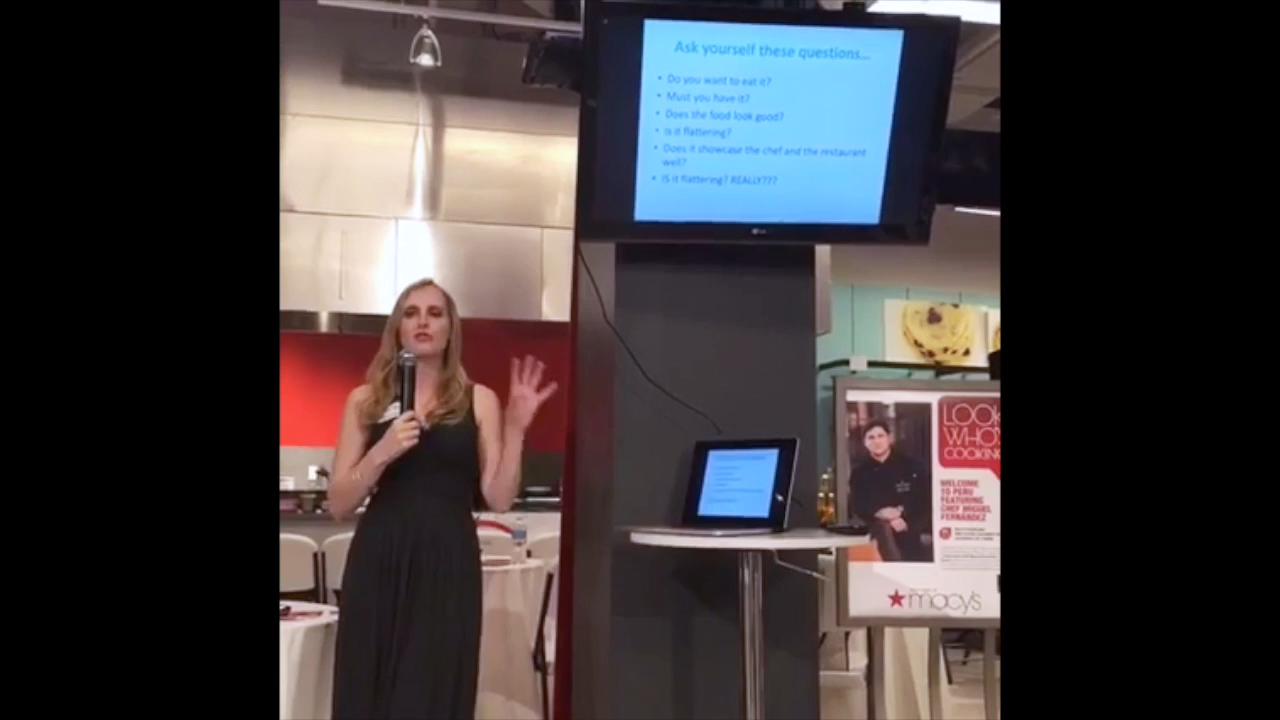 Ask yourself these questions...
• Do you want to eat it?
• Must you have it?
• Does the food look good?
• Is it flattering?
• Does it showcase the chef and the restaurant
well?
• IS it flattering? REALLY???
LG
LOOK
WHO'S
COOKING
WELCOME
TO PERU
FEATURING
CHEF MIGUEL
FERNANDEZ
macy's